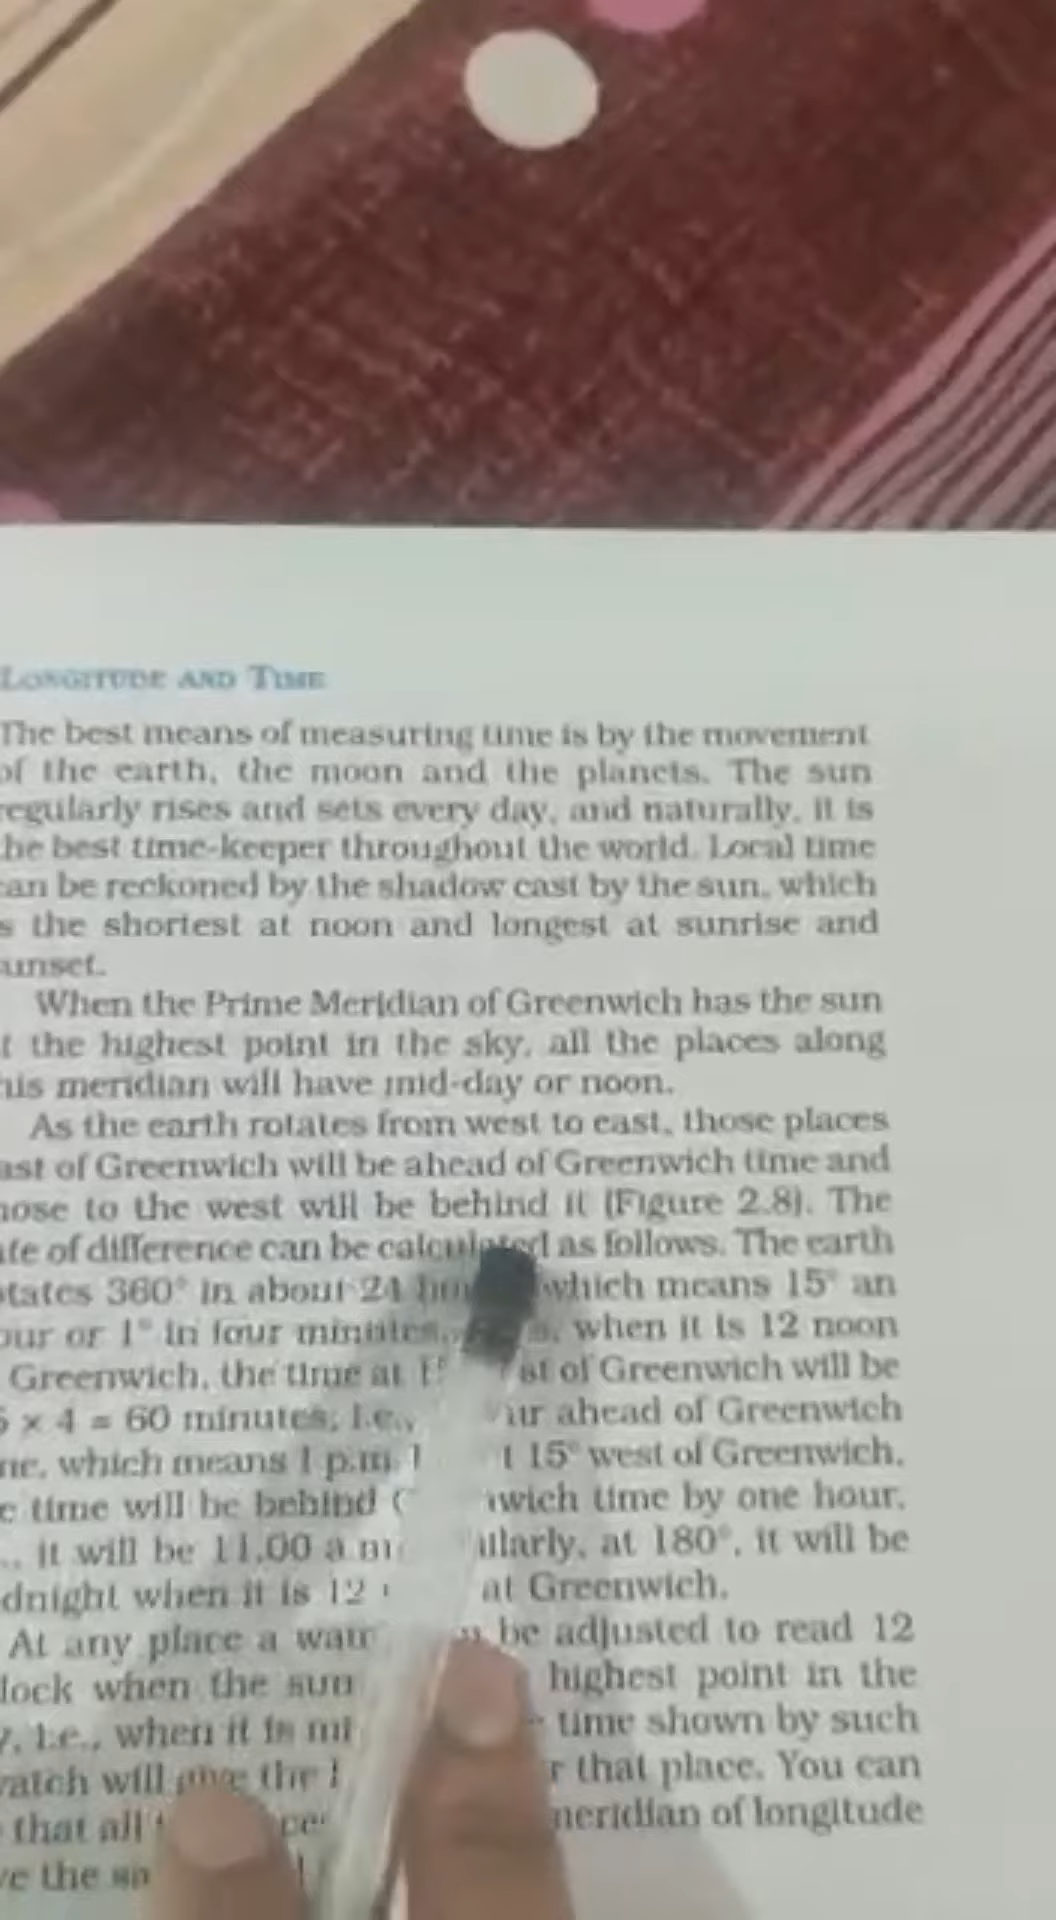 LONGITUDE AND TIME
The best means of measuring time is by the movement
of the earth, the moon and the planets. The sun
regularly rises and sets every day, and naturally, it is
he best time-keeper throughout the world. Local time
an be reckoned by the shadow cast by the sun, which
s the shortest at noon and longest at sunrise and
unset.
When the Prime Meridian of Greenwich has the sun
t the highest point in the sky, all the places along
his meridian will have mid-day or noon.
As the earth rotates from west to east, those places
ast of Greenwich will be ahead of Greenwich time and
hose to the west will be behind it (Figure 2.8). The
ate of difference can be calculated as follows. The earth
tates 360° in about 24 which means 15° an
our or 1° in four minutes. when it is 12 noon
Greenwich, the time at of Greenwich will be
5 × 4 = 60 minutes, i.e., ahead of Greenwich
me, which means 1 p.m. 15° west of Greenwich,
e time will be behind time by one hour,
., it will be 11.00 a.m at 180°, it will be
dnight when it is 12 at Greenwich.
At any place a be adjusted to read 12
lock when the sun highest point in the
y, i.e., when it is time shown by such
watch will give the that place. You can
that all meridian of longitude
ve the